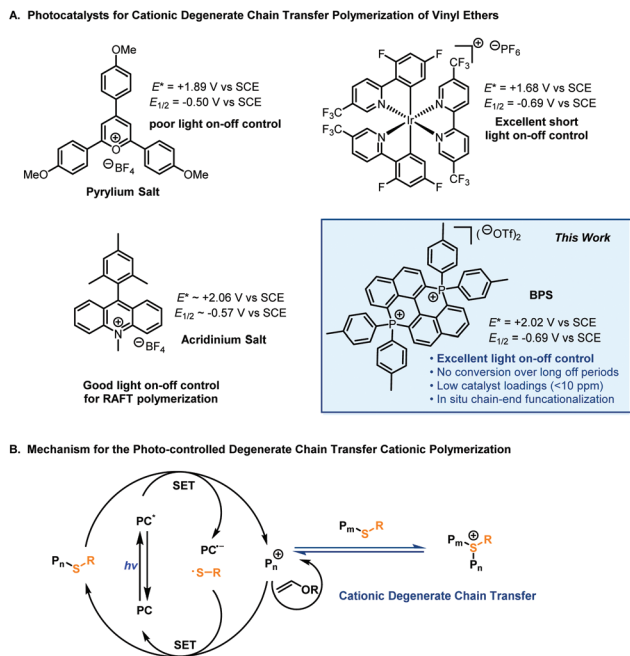 A. Photocatalysts for Cationic Degenerate Chain Transfer Polymerization of Vinyl Ethers
OMe
MeO
OMe
O
⊕
⊖BF4
Pyrylium Salt
E* = +1.89 V vs SCE
E1/2 = -0.50 V vs SCE
poor light on-off control
F
F
F3C
F3C
N
N
Ir
N
N
CF3
CF3
F
F
⊕
⊖PF6
E* = +1.68 V vs SCE
E1/2 = -0.69 V vs SCE
Excellent short
light on-off control
N
⊕
⊖BF4
E* ~ +2.06 V vs SCE
E1/2 ~ -0.57 V vs SCE
Acridinium Salt
Good light on-off control
for RAFT polymerization
P
⊕
P
⊕
(⊖OTf)2
This Work
BPS
E* = +2.02 V vs SCE
E1/2 = -0.69 V vs SCE
• Excellent light on-off control
• No conversion over long off periods
• Low catalyst loadings (<10 ppm)
• In situ chain-end funcationalization
B. Mechanism for the Photo-controlled Degenerate Chain Transfer Cationic Polymerization
SET
PC*
Pn S R
hν
PC
PC•−
•S−R
SET
Pn⊕
OR
Pm S R
Cationic Degenerate Chain Transfer
Pm S R
⊕
Pn